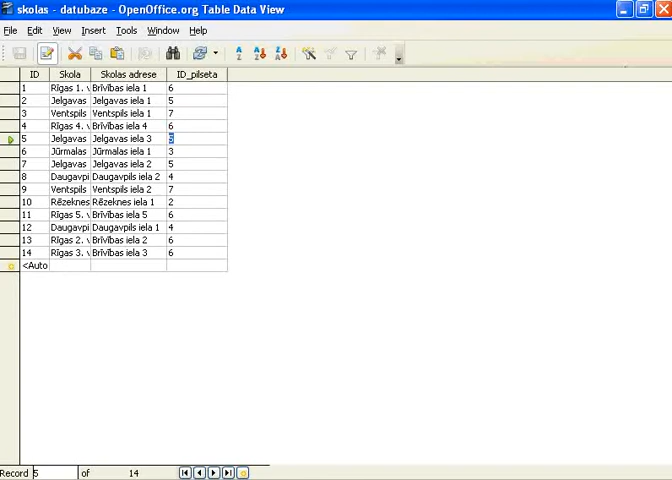 skolas - datubaze - OpenOffice.org Table Data View
File Edit View Insert Tools Window Help
ID Skola Skolas adrese ID_pilseta
1 Rīgas 1. v Brīvības iela 1 6
2 Jelgavas Jelgavas iela 1 5
3 Ventspils Ventspils iela 1 7
4 Rīgas 4. v Brīvības iela 4 6
5 Jelgavas Jelgavas iela 3 5
6 Jūrmalas Jūrmalas iela 1 3
7 Jelgavas Jelgavas iela 2 5
8 Daugavpi Daugavpils iela 2 4
9 Ventspils Ventspils iela 2 7
10 Rēzeknes Rēzeknes iela 1 2
11 Rīgas 5. v Brīvības iela 5 6
12 Daugavpi Daugavpils iela 1 4
13 Rīgas 2. v Brīvības iela 2 6
14 Rīgas 3. v Brīvības iela 3 6
<Auto
Record 5 of 14